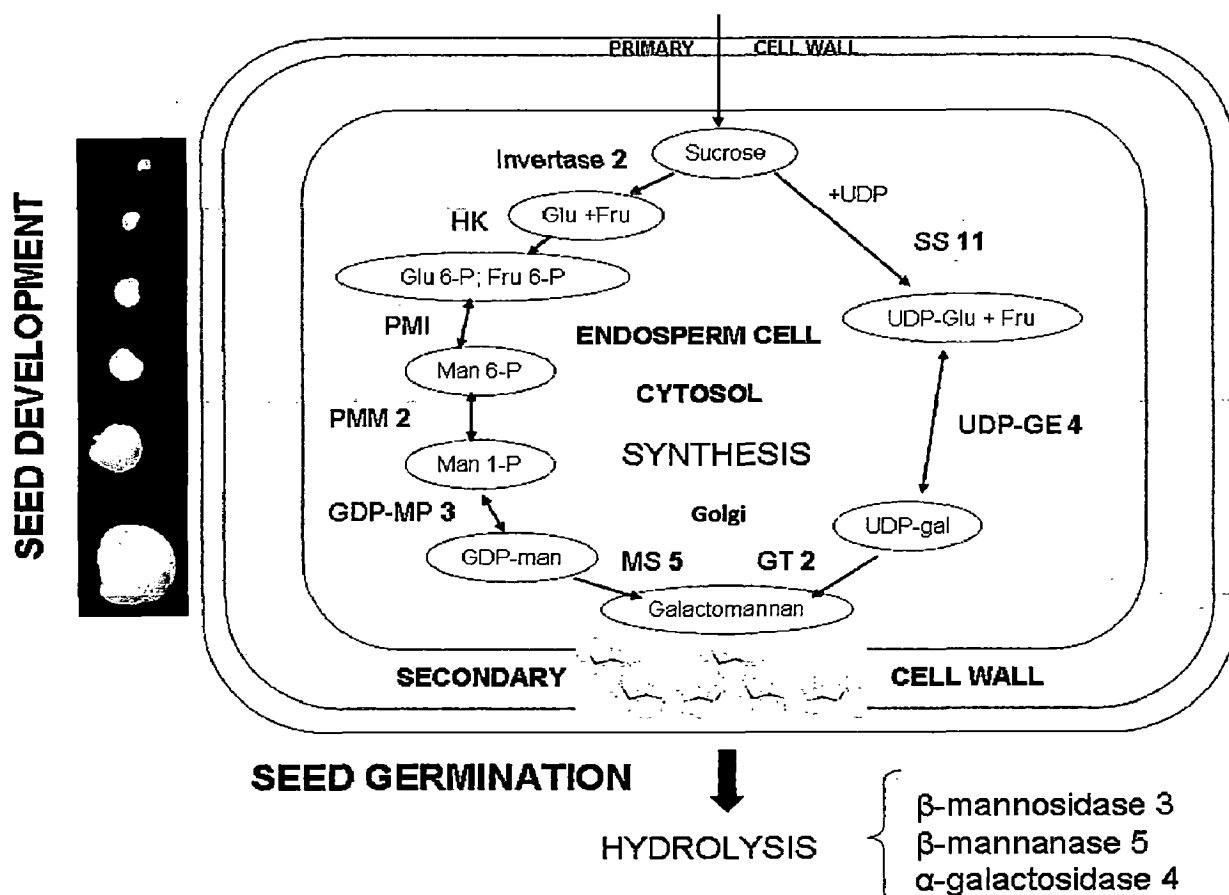 PRIMARY CELL WALL
SEED DEVELOPMENT
Sucrose
Invertase 2
+UDP
Glu +Fru
HK
SS 11
Glu 6-P; Fru 6-P
UDP-Glu + Fru
PMI
ENDOSPERM CELL
Man 6-P
CYTOSOL
PMM 2
UDP-GE 4
SYNTHESIS
Man 1-P
GDP-MP 3
Golgi
UDP-gal
GDP-man
MS 5
GT 2
Galactomannan
SECONDARY CELL WALL
SEED GERMINATION
HYDROLYSIS
β-mannosidase 3
β-mannanase 5
α-galactosidase 4